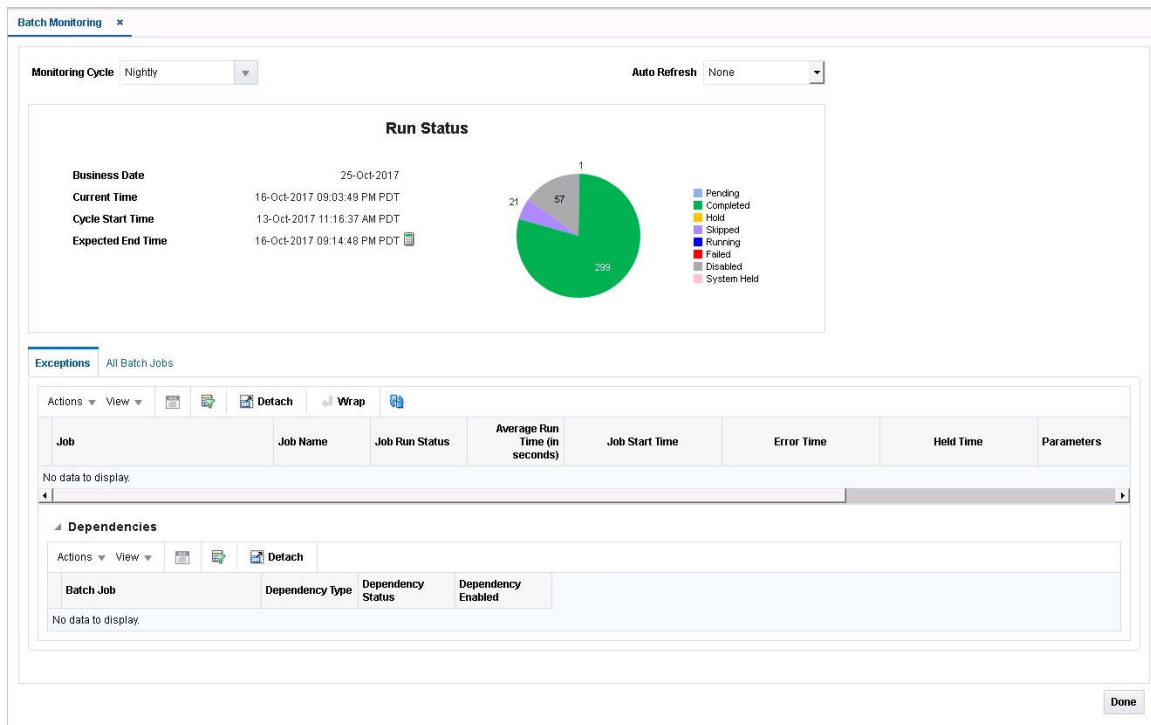 Batch Monitoring ×
Monitoring Cycle Nightly Auto Refresh None
Run Status
Business Date 25-Oct-2017
Current Time 16-Oct-2017 09:03:49 PM PDT
Cycle Start Time 13-Oct-2017 11:16:37 AM PDT
Expected End Time 16-Oct-2017 09:14:48 PM PDT
1
21
57
299
Pending
Completed
Hold
Skipped
Running
Failed
Disabled
System Held
Exceptions All Batch Jobs
Actions View Detach Wrap
Job Job Name Job Run Status Average Run Time (in seconds) Job Start Time Error Time Held Time Parameters
No data to display.
Dependencies
Actions View Detach
Batch Job Dependency Type Dependency Status Dependency Enabled
No data to display.
Done